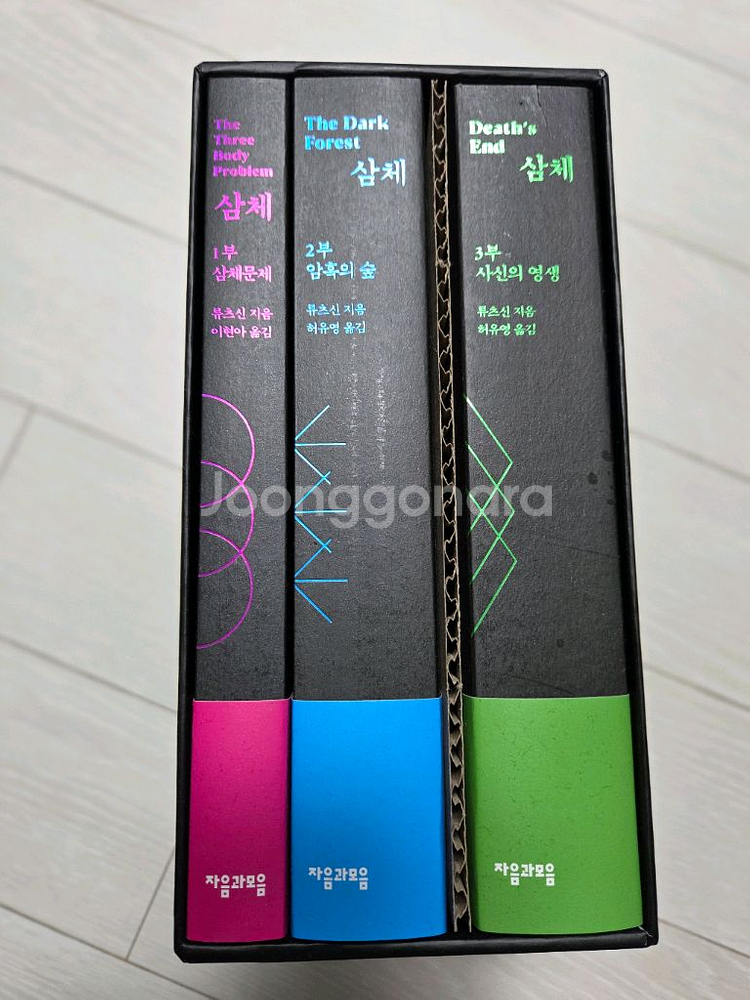 The
Three
Body
Problem
삼체
1부
삼체문제
류츠신 지음
이현아 옮김
자음과모음
The Dark
Forest
삼체
2부
암흑의 숲
류츠신 지음
허유영 옮김
자음과모음
Death's
End
삼체
3부
사신의 영생
류츠신 지음
허유영 옮김
자음과모음
Joonggonara